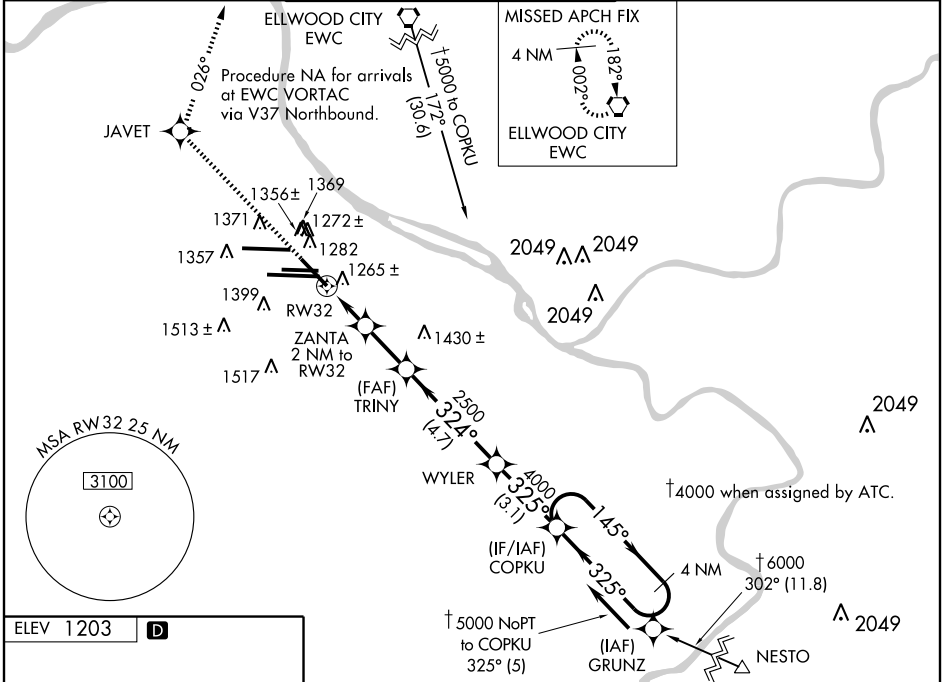 ELLWOOD CITY
EWC
026°
Procedure NA for arrivals
at EWC VORTAC
via V37 Northbound.
†5000 to COPKU
172°
(30.6)
MISSED APCH FIX
4 NM
002°
182°
ELLWOOD CITY
EWC
JAVET
1369
1356 ±
1371
1272 ±
1282
1357
1265 ±
2049
2049
2049
1399
RW32
1513 ±
ZANTA
2 NM to
RW32
1430 ±
1517
(FAF)
TRINY
2500
324°
(4.7)
2049
MSA RW32 25 NM
3100
WYLER
4000
325°
(3.1)
†4000 when assigned by ATC.
145°
(IF/IAF)
COPKU
325°
4 NM
†6000
302° (11.8)
†5000 NoPT
to COPKU
325° (5)
(IAF)
GRUNZ
NESTO
2049
ELEV 1203 D